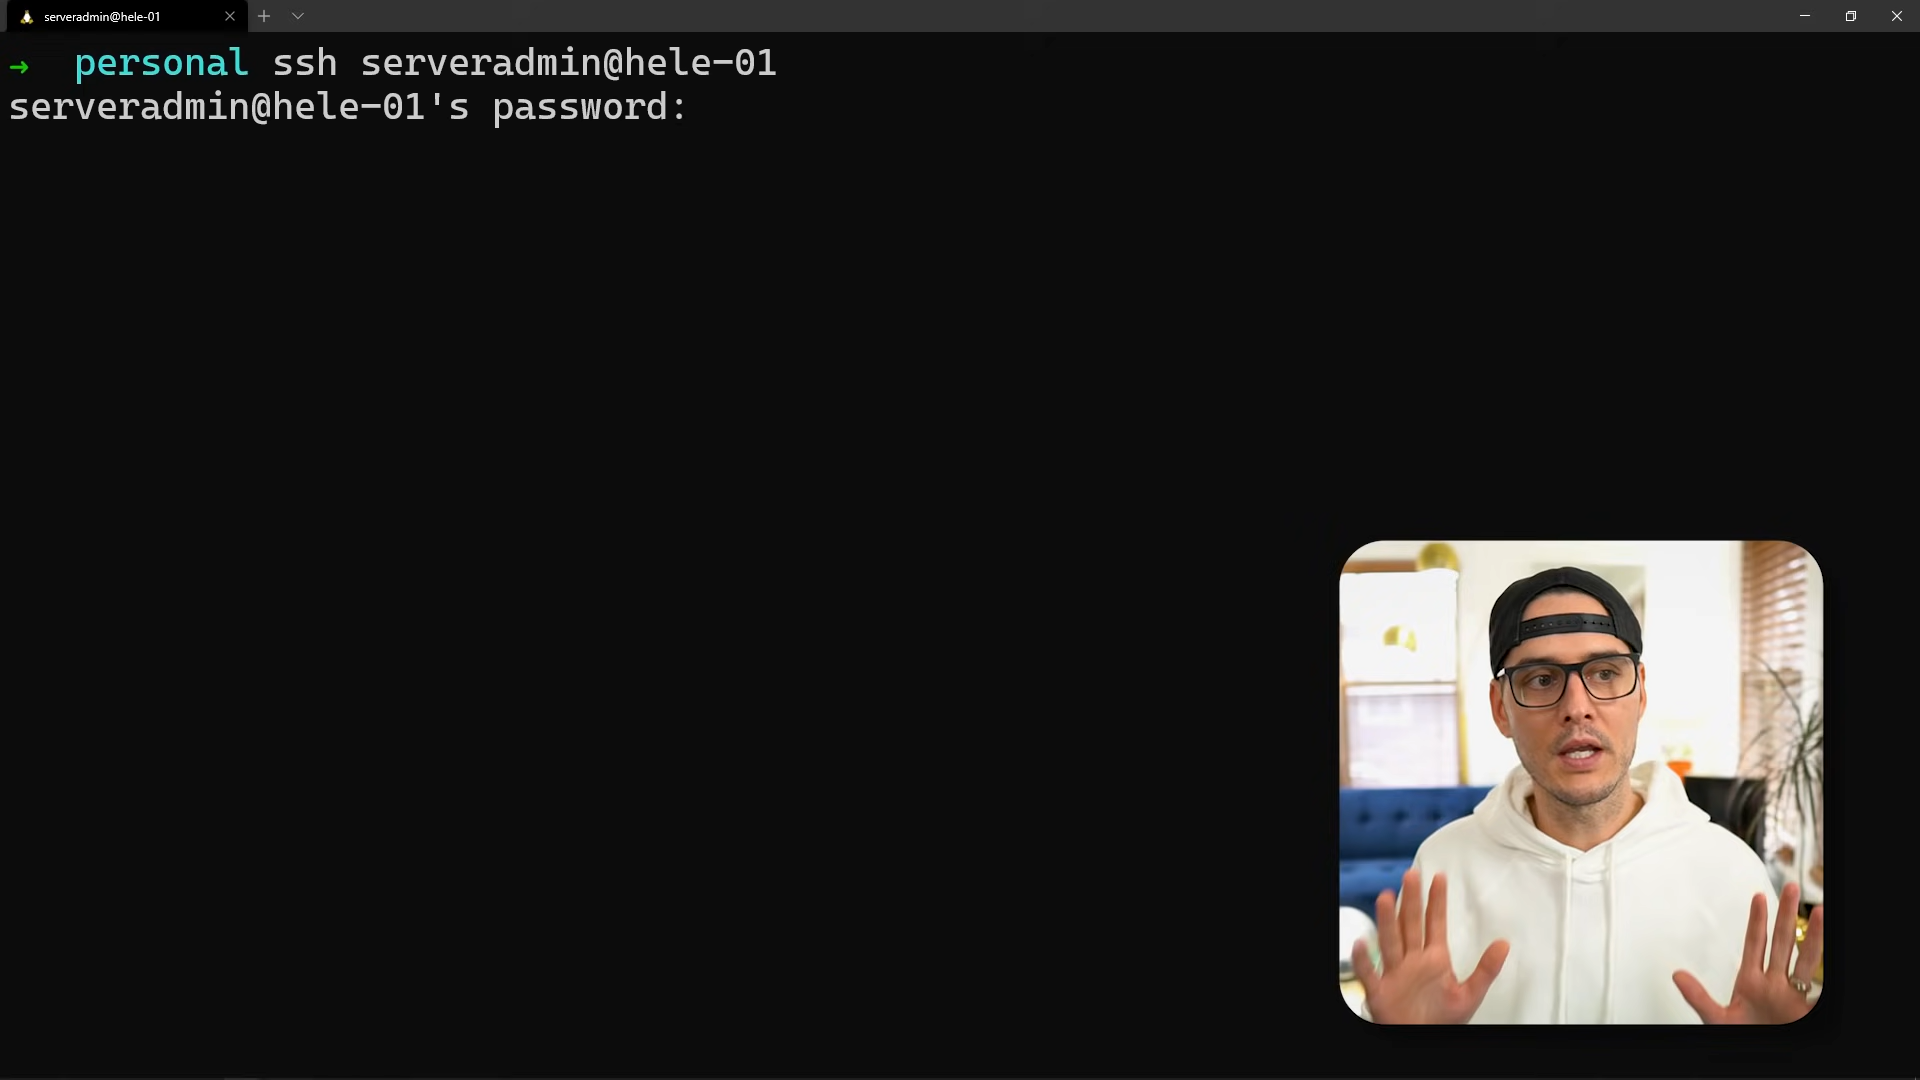 serveradmin@hele-01
→ personal ssh serveradmin@hele-01
serveradmin@hele-01's password: